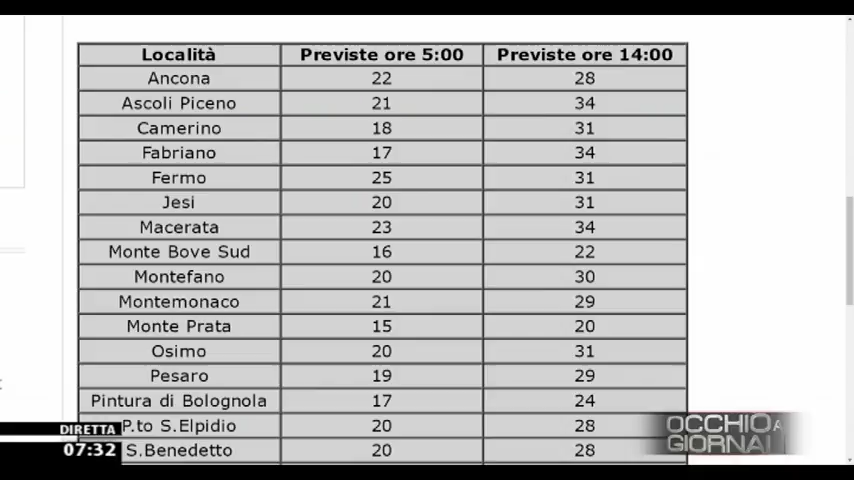 Località Previste ore 5:00 Previste ore 14:00
Ancona 22 28
Ascoli Piceno 21 34
Camerino 18 31
Fabriano 17 34
Fermo 25 31
Jesi 20 31
Macerata 23 34
Monte Bove Sud 16 22
Montefano 20 30
Montemonaco 21 29
Monte Prata 15 20
Osimo 20 31
Pesaro 19 29
Pintura di Bolognola 17 24
P.to S.Elpidio 20 28
S.Benedetto 20 28
DIRETTA
07:32
OCCHIO A
GIORNAL